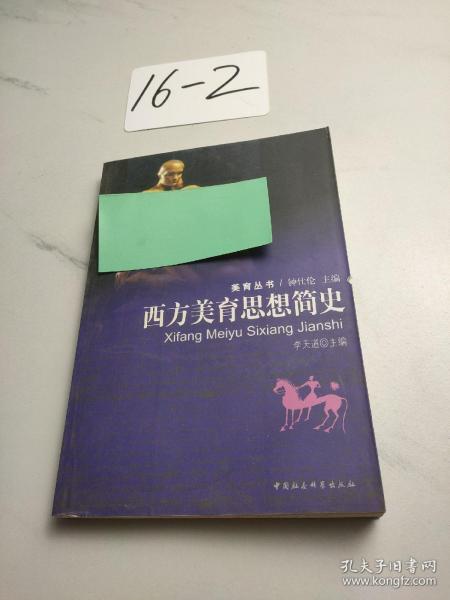 16-2
美育丛书 / 钟仕伦 主编
西方美育思想简史
Xifang Meiyu Sixiang Jianshi
李天道◎主编
中国社会科学出版社
孔夫子旧书网
www.kongfz.com